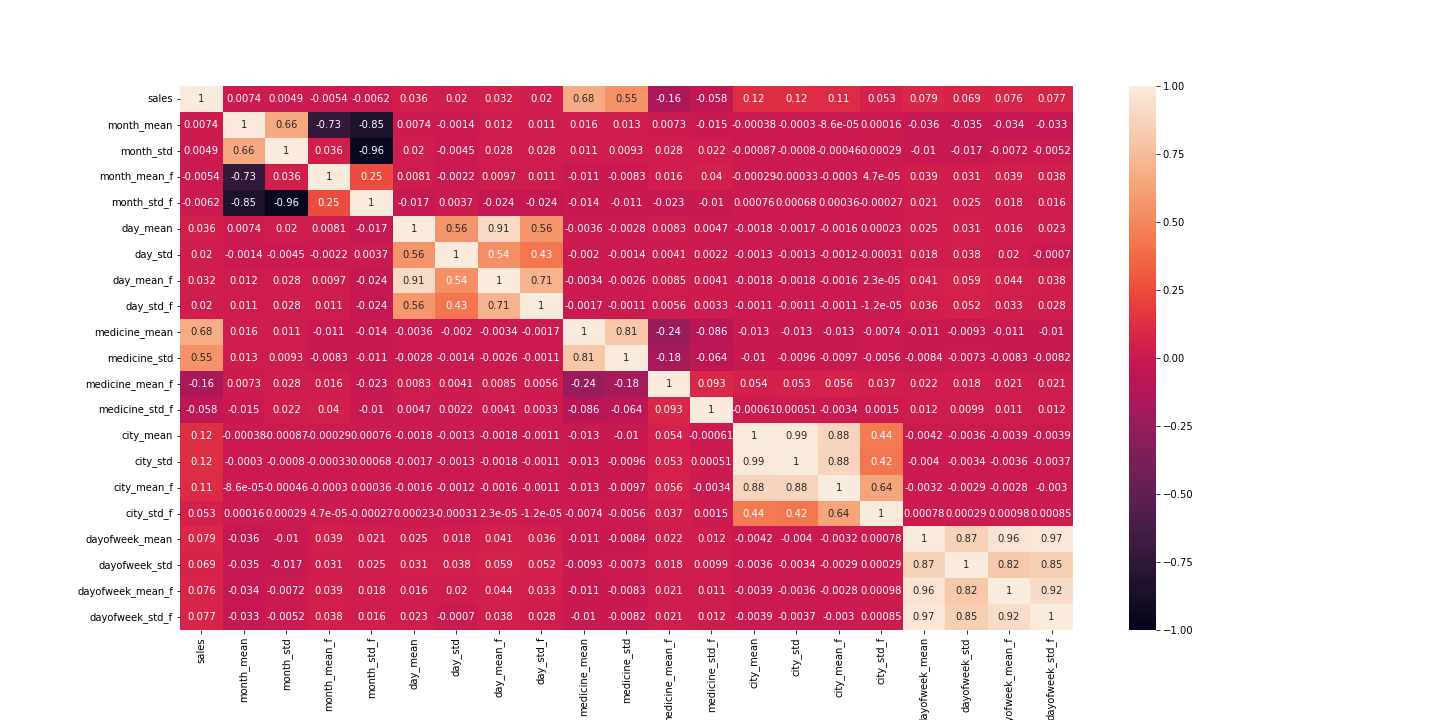 sales 1 0.0074 0.0049 -0.0054 -0.0062 0.036 0.02 0.032 0.02 0.68 0.55 -0.16 -0.058 0.12 0.12 0.11 0.053 0.079 0.069 0.076 0.077
month_mean 0.0074 1 0.66 -0.73 -0.85 0.0074 -0.0014 0.012 0.011 0.016 0.013 0.0073 -0.015 -0.00038 -0.0003 -8.6e-05 0.00016 -0.036 -0.035 -0.034 -0.033
month_std 0.0049 0.66 1 0.036 -0.96 0.02 -0.0045 0.028 0.028 0.011 0.0093 0.028 0.022 -0.00087 -0.0008 -0.00046 0.00029 -0.01 -0.017 -0.0072 -0.0052
month_mean_f -0.0054 -0.73 0.036 1 0.25 0.0081 -0.0022 0.0097 0.011 -0.011 -0.0083 0.016 0.04 -0.00029 -0.00033 -0.0003 4.7e-05 0.039 0.031 0.039 0.038
month_std_f -0.0062 -0.85 -0.96 0.25 1 -0.017 0.0037 -0.024 -0.024 -0.014 -0.011 -0.023 -0.01 0.00076 0.00068 0.00036 -0.00027 0.021 0.025 0.018 0.016
day_mean 0.036 0.0074 0.02 0.0081 -0.017 1 0.56 0.91 0.56 -0.0036 -0.0028 0.0083 0.0047 -0.0018 -0.0017 -0.0016 0.00023 0.025 0.031 0.016 0.023
day_std 0.02 -0.0014 -0.0045 -0.0022 0.0037 0.56 1 0.54 0.43 -0.002 -0.0014 0.0041 0.0022 -0.0013 -0.0013 -0.0012 -0.00031 0.018 0.038 0.02 -0.0007
day_mean_f 0.032 0.012 0.028 0.0097 -0.024 0.91 0.54 1 0.71 -0.0034 -0.0026 0.0085 0.0041 -0.0018 -0.0018 -0.0016 2.3e-05 0.041 0.059 0.044 0.038
day_std_f 0.02 0.011 0.028 0.011 -0.024 0.56 0.43 0.71 1 -0.0017 -0.0011 0.0056 0.0033 -0.0011 -0.0011 -0.0011 -1.2e-05 0.036 0.052 0.033 0.028
medicine_mean 0.68 0.016 0.011 -0.011 -0.014 -0.0036 -0.002 -0.0034 -0.0017 1 0.81 -0.24 -0.086 -0.013 -0.013 -0.013 -0.0074 -0.011 -0.0093 -0.011 -0.01
medicine_std 0.55 0.013 0.0093 -0.0083 -0.011 -0.0028 -0.0014 -0.0026 -0.0011 0.81 1 -0.18 -0.064 -0.01 -0.0096 -0.0097 -0.0056 -0.0084 -0.0073 -0.0083 -0.0082
medicine_mean_f -0.16 0.0073 0.028 0.016 -0.023 0.0083 0.0041 0.0085 0.0056 -0.24 -0.18 1 0.093 0.054 0.053 0.056 0.037 0.022 0.018 0.021 0.021
medicine_std_f -0.058 -0.015 0.022 0.04 -0.01 0.0047 0.0022 0.0041 0.0033 -0.086 -0.064 0.093 1 -0.00061 0.00051 -0.0034 0.0015 0.012 0.0099 0.011 0.012
city_mean 0.12 -0.00038 -0.00087 -0.00029 0.00076 -0.0018 -0.0013 -0.0018 -0.0011 -0.013 -0.01 0.054 -0.00061 1 0.99 0.88 0.44 -0.0042 -0.0036 -0.0039 -0.0039
city_std 0.12 -0.0003 -0.0008 -0.00033 0.00068 -0.0017 -0.0013 -0.0018 -0.0011 -0.013 -0.0096 0.053 0.00051 0.99 1 0.88 0.42 -0.004 -0.0034 -0.0036 -0.0037
city_mean_f 0.11 -8.6e-05 -0.00046 -0.0003 0.00036 -0.0016 -0.0012 -0.0016 -0.0011 -0.013 -0.0097 0.056 -0.0034 0.88 0.88 1 0.64 -0.0032 -0.0029 -0.0028 -0.003
city_std_f 0.053 0.00016 0.00029 4.7e-05 -0.00027 0.00023 -0.00031 2.3e-05 -1.2e-05 -0.0074 -0.0056 0.037 0.0015 0.44 0.42 0.64 1 0.00078 0.00029 0.00098 0.00085
dayofweek_mean 0.079 -0.036 -0.01 0.039 0.021 0.025 0.018 0.041 0.036 -0.011 -0.0084 0.022 0.012 -0.0042 -0.004 -0.0032 0.00078 1 0.87 0.96 0.97
dayofweek_std 0.069 -0.035 -0.017 0.031 0.025 0.031 0.038 0.059 0.052 -0.0093 -0.0073 0.018 0.0099 -0.0036 -0.0034 -0.0029 0.00029 0.87 1 0.82 0.85
dayofweek_mean_f 0.076 -0.034 -0.0072 0.039 0.018 0.016 0.02 0.044 0.033 -0.011 -0.0083 0.021 0.011 -0.0039 -0.0036 -0.0028 0.00098 0.96 0.82 1 0.92
dayofweek_std_f 0.077 -0.033 -0.0052 0.038 0.016 0.023 -0.0007 0.038 0.028 -0.01 -0.0082 0.021 0.012 -0.0039 -0.0037 -0.003 0.00085 0.97 0.85 0.92 1
sales
month_mean
month_std
month_mean_f
month_std_f
day_mean
day_std
day_mean_f
day_std_f
medicine_mean
medicine_std
edicine_mean_f
medicine_std_f
city_mean
city_std
city_mean_f
city_std_f
ayofweek_mean
dayofweek_std
yofweek_mean_f
dayofweek_std_f
1.00
0.75
0.50
0.25
0.00
−0.25
−0.50
−0.75
−1.00